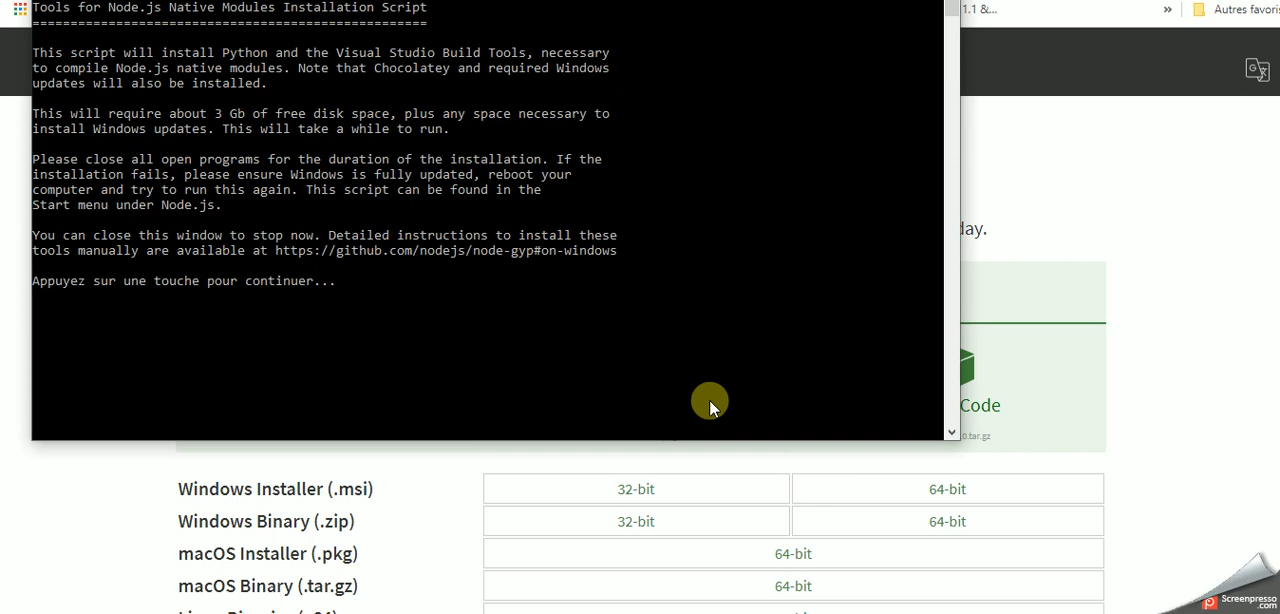 Tools for Node.js Native Modules Installation Script
====================================================
This script will install Python and the Visual Studio Build Tools, necessary
to compile Node.js native modules. Note that Chocolatey and required Windows
updates will also be installed.
This will require about 3 Gb of free disk space, plus any space necessary to
install Windows updates. This will take a while to run.
Please close all open programs for the duration of the installation. If the
installation fails, please ensure Windows is fully updated, reboot your
computer and try to run this again. This script can be found in the
Start menu under Node.js.
You can close this window to stop now. Detailed instructions to install these
tools manually are available at https://github.com/nodejs/node-gyp#on-windows
Appuyez sur une touche pour continuer...
1.1 &...
»
Autres favoris
day.
Code
.0.tar.gz
Windows Installer (.msi) 32-bit 64-bit
Windows Binary (.zip) 32-bit 64-bit
macOS Installer (.pkg) 64-bit
macOS Binary (.tar.gz) 64-bit
Screenpresso
.com